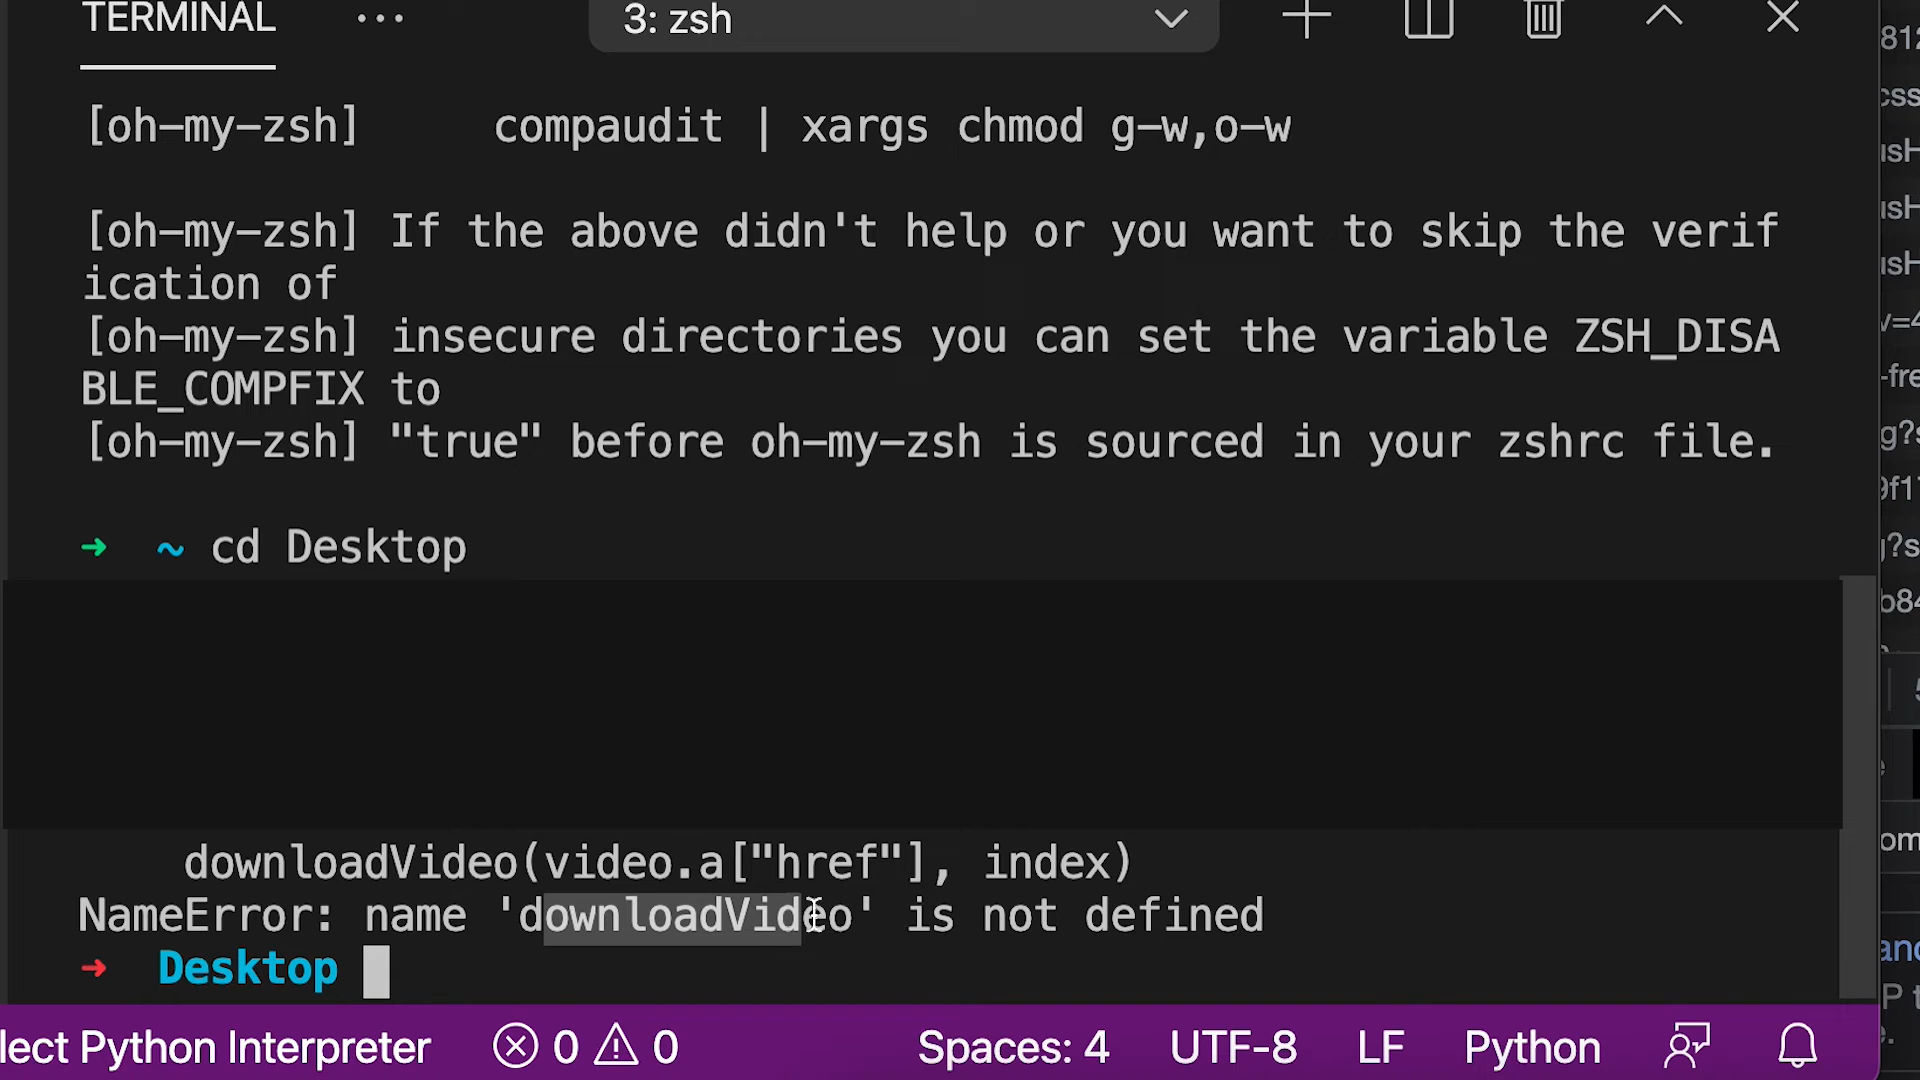 TERMINAL ··· 3: zsh
[oh-my-zsh]     compaudit | xargs chmod g-w,o-w
[oh-my-zsh] If the above didn't help or you want to skip the verif
ication of
[oh-my-zsh] insecure directories you can set the variable ZSH_DISA
BLE_COMPFIX to
[oh-my-zsh] "true" before oh-my-zsh is sourced in your zshrc file.
➜  ~ cd Desktop
downloadVideo(video.a["href"], index)
NameError: name 'downloadVideo' is not defined
➜  Desktop
lect Python Interpreter 0 0 Spaces: 4 UTF-8 LF Python